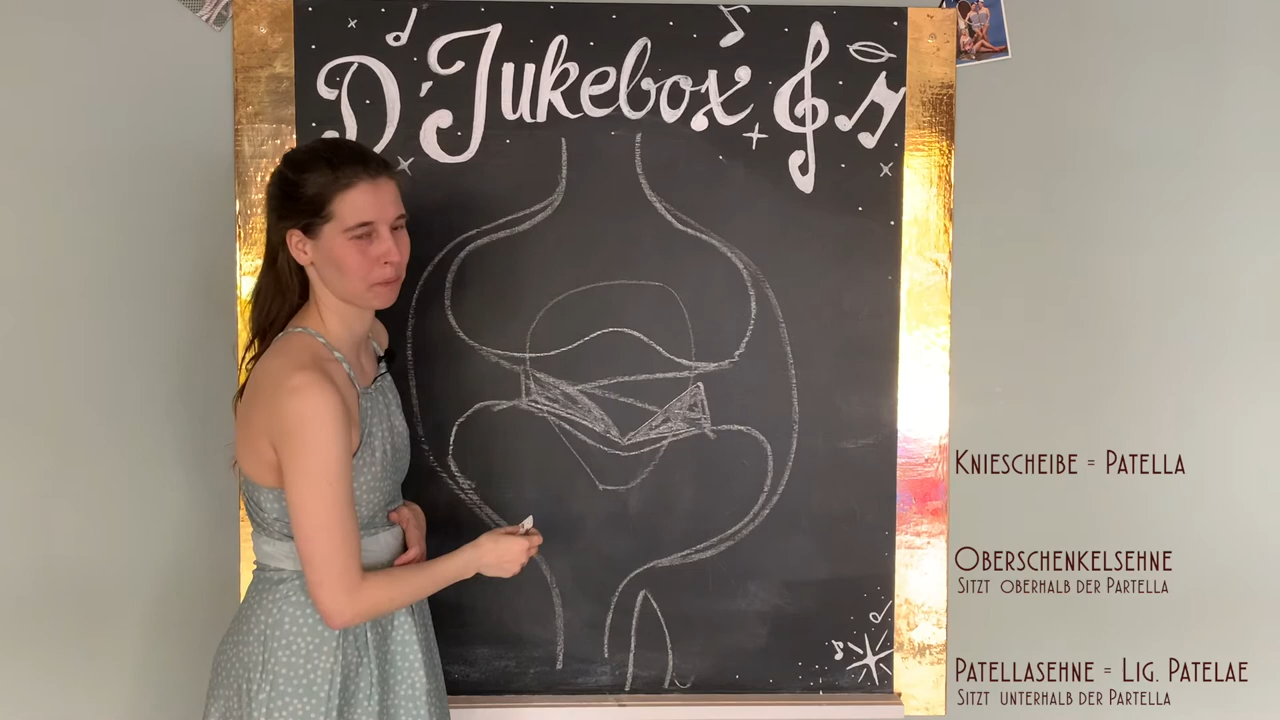 D'Jukebox
KNIESCHEIBE = PATELLA
OBERSCHENKELSEHNE
SITZT OBERHALB DER PARTELLA
PATELLASEHNE = LIG. PATELAE
SITZT UNTERHALB DER PARTELLA